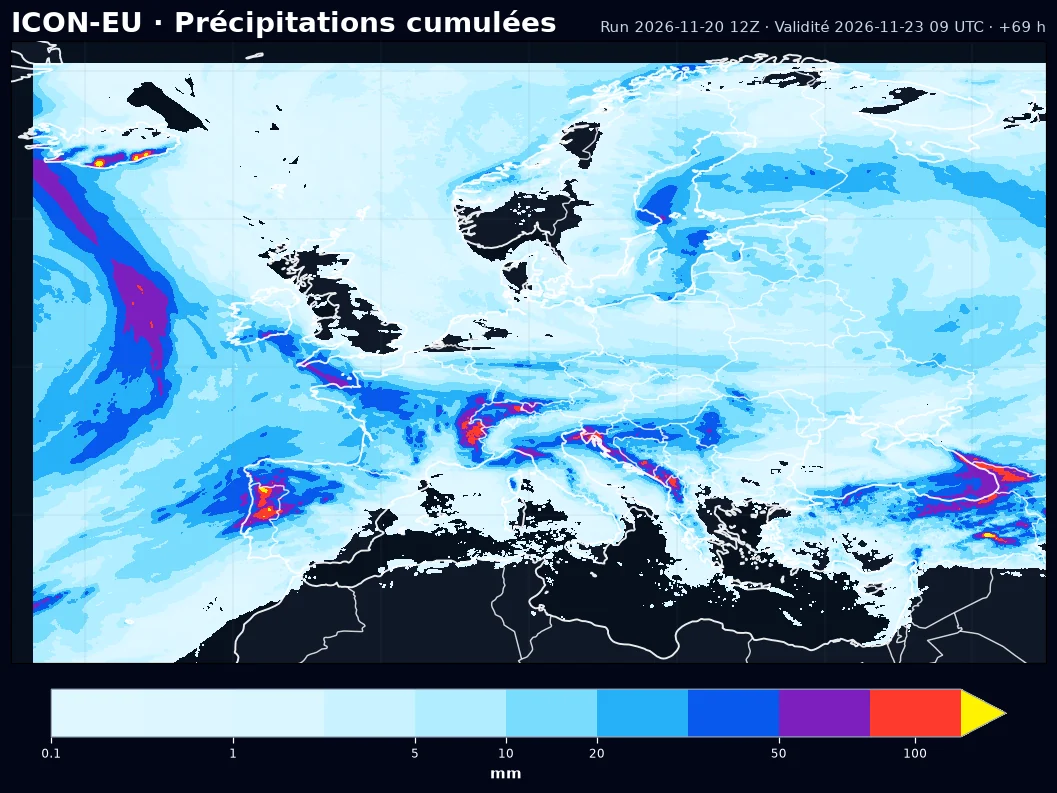 ICON-EU · Précipitations cumulées
Run 2026-11-20 12Z · Validité 2026-11-23 09 UTC · +69 h
0.1 1 5 10 20 50 100
mm